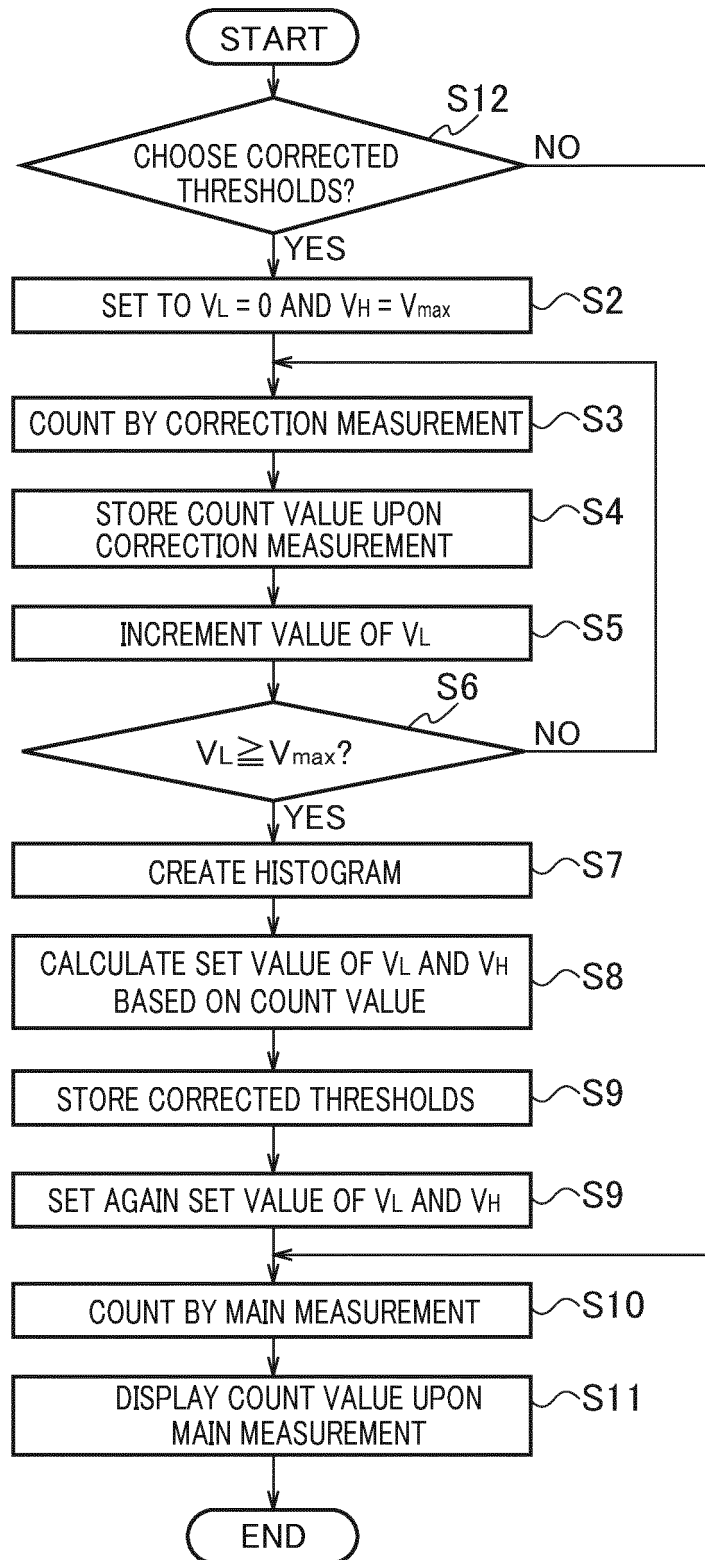 START
S12
CHOOSE CORRECTED
THRESHOLDS?
NO
YES
SET TO VL = 0 AND VH = Vmax
S2
COUNT BY CORRECTION MEASUREMENT
S3
STORE COUNT VALUE UPON
CORRECTION MEASUREMENT
S4
INCREMENT VALUE OF VL
S5
S6
VL≧Vmax?
NO
YES
CREATE HISTOGRAM
S7
CALCULATE SET VALUE OF VL AND VH
BASED ON COUNT VALUE
S8
STORE CORRECTED THRESHOLDS
S9
SET AGAIN SET VALUE OF VL AND VH
S9
COUNT BY MAIN MEASUREMENT
S10
DISPLAY COUNT VALUE UPON
MAIN MEASUREMENT
S11
END